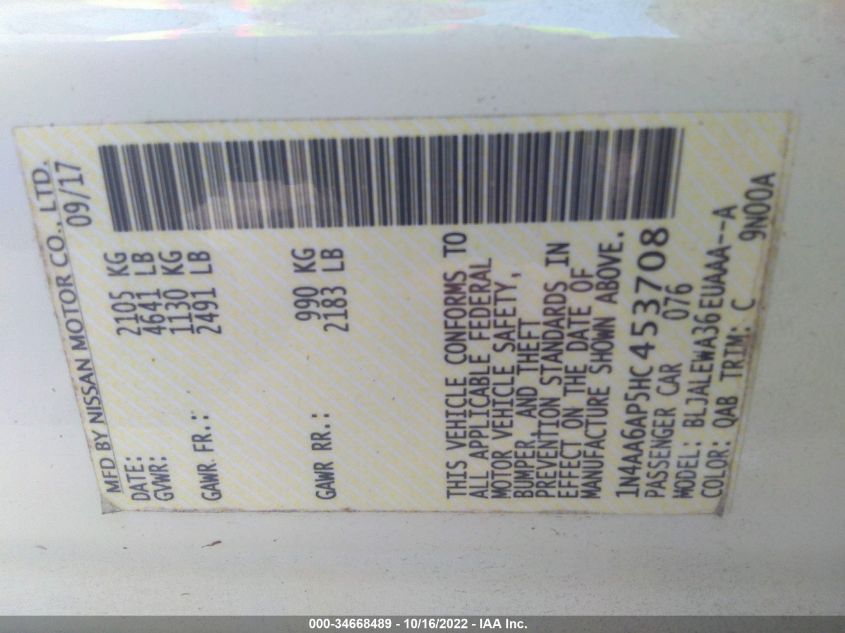 MFD BY NISSAN MOTOR CO., LTD.
DATE: 09/17
GVWR: 2105 KG
4641 LB
GAWR FR.: 1130 KG
2491 LB
GAWR RR.: 990 KG
2183 LB
THIS VEHICLE CONFORMS TO
ALL APPLICABLE FEDERAL
MOTOR VEHICLE SAFETY,
BUMPER, AND THEFT
PREVENTION STANDARDS IN
EFFECT ON THE DATE OF
MANUFACTURE SHOWN ABOVE.
1N4AA6AP5HC453708
PASSENGER CAR 076
MODEL: BLJALEWA36EUAAA--A
COLOR: QAB TRIM: C 9N00A
000-34668489 - 10/16/2022 - IAA Inc.